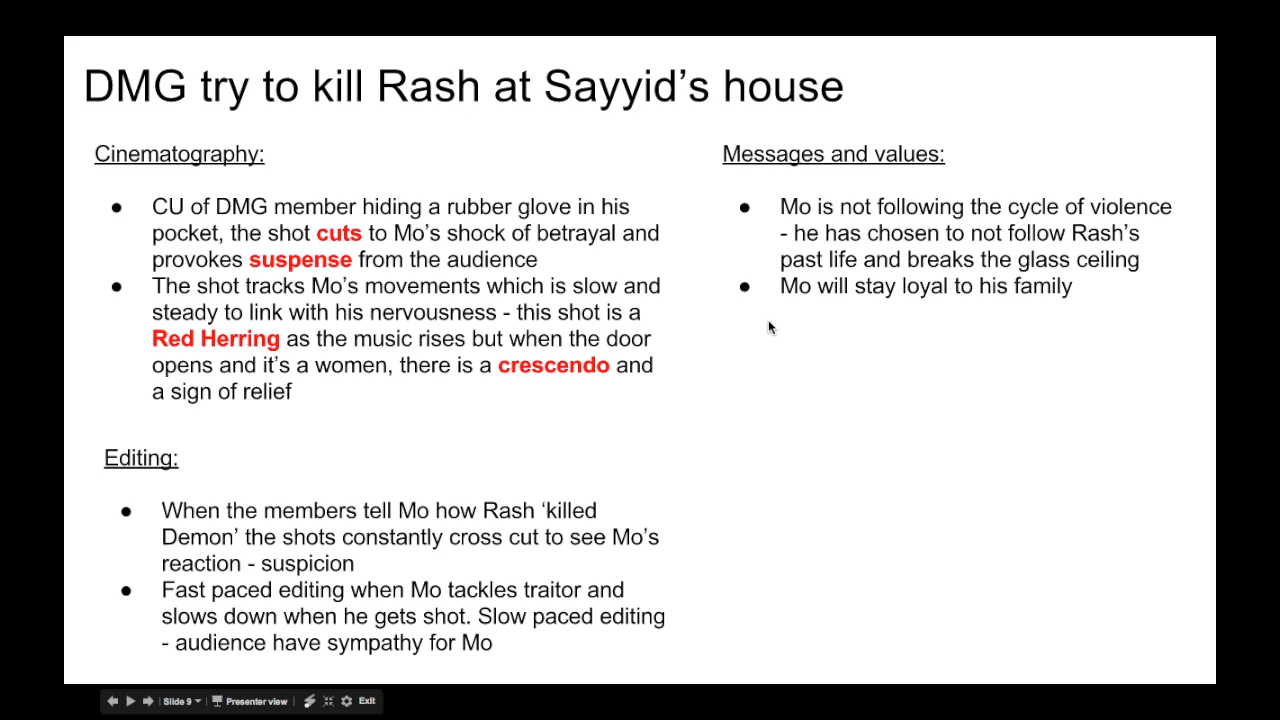 DMG try to kill Rash at Sayyid’s house
Cinematography:
● CU of DMG member hiding a rubber glove in his
pocket, the shot cuts to Mo’s shock of betrayal and
provokes suspense from the audience
● The shot tracks Mo’s movements which is slow and
steady to link with his nervousness - this shot is a
Red Herring as the music rises but when the door
opens and it’s a women, there is a crescendo and
a sign of relief
Editing:
● When the members tell Mo how Rash ‘killed
Demon’ the shots constantly cross cut to see Mo’s
reaction - suspicion
● Fast paced editing when Mo tackles traitor and
slows down when he gets shot. Slow paced editing
- audience have sympathy for Mo
Messages and values:
● Mo is not following the cycle of violence
- he has chosen to not follow Rash’s
past life and breaks the glass ceiling
● Mo will stay loyal to his family
Slide 9 Presenter view Exit